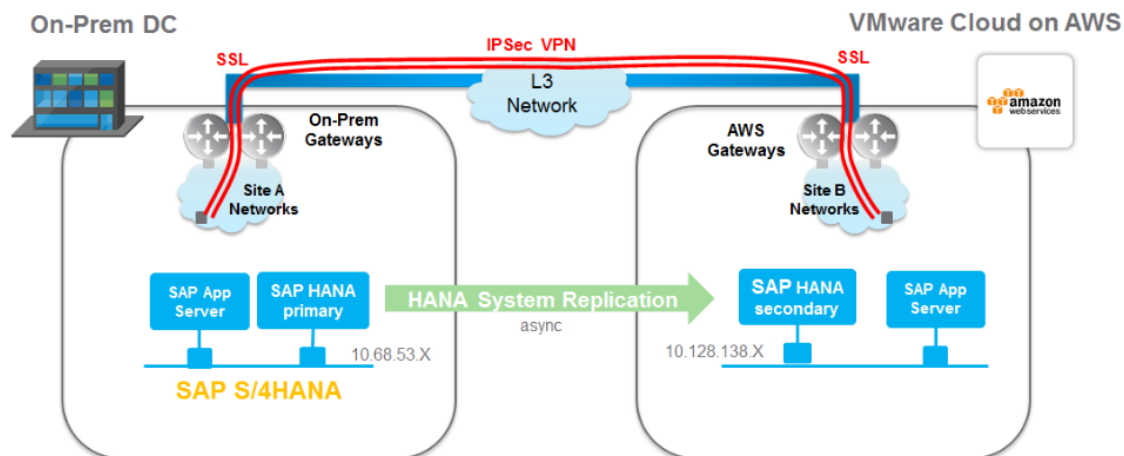 On-Prem DC
VMware Cloud on AWS
IPSec VPN
SSL
SSL
L3
Network
amazon
webservices
On-Prem
Gateways
AWS
Gateways
Site A
Networks
Site B
Networks
SAP App
Server
SAP HANA
primary
HANA System Replication
async
SAP HANA
secondary
SAP App
Server
10.68.53.X
10.128.138.X
SAP S/4HANA